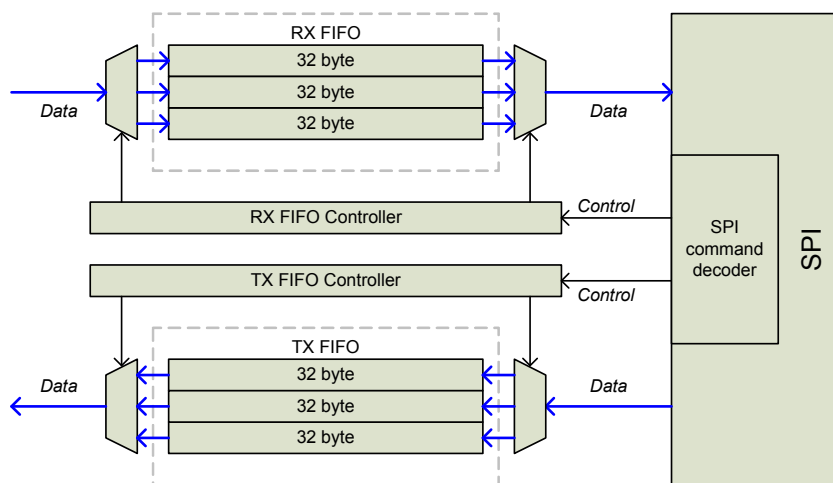 RX FIFO
32 byte
32 byte
32 byte
Data
Data
RX FIFO Controller
Control
SPI
command
decoder
SPI
TX FIFO Controller
Control
TX FIFO
32 byte
32 byte
32 byte
Data
Data